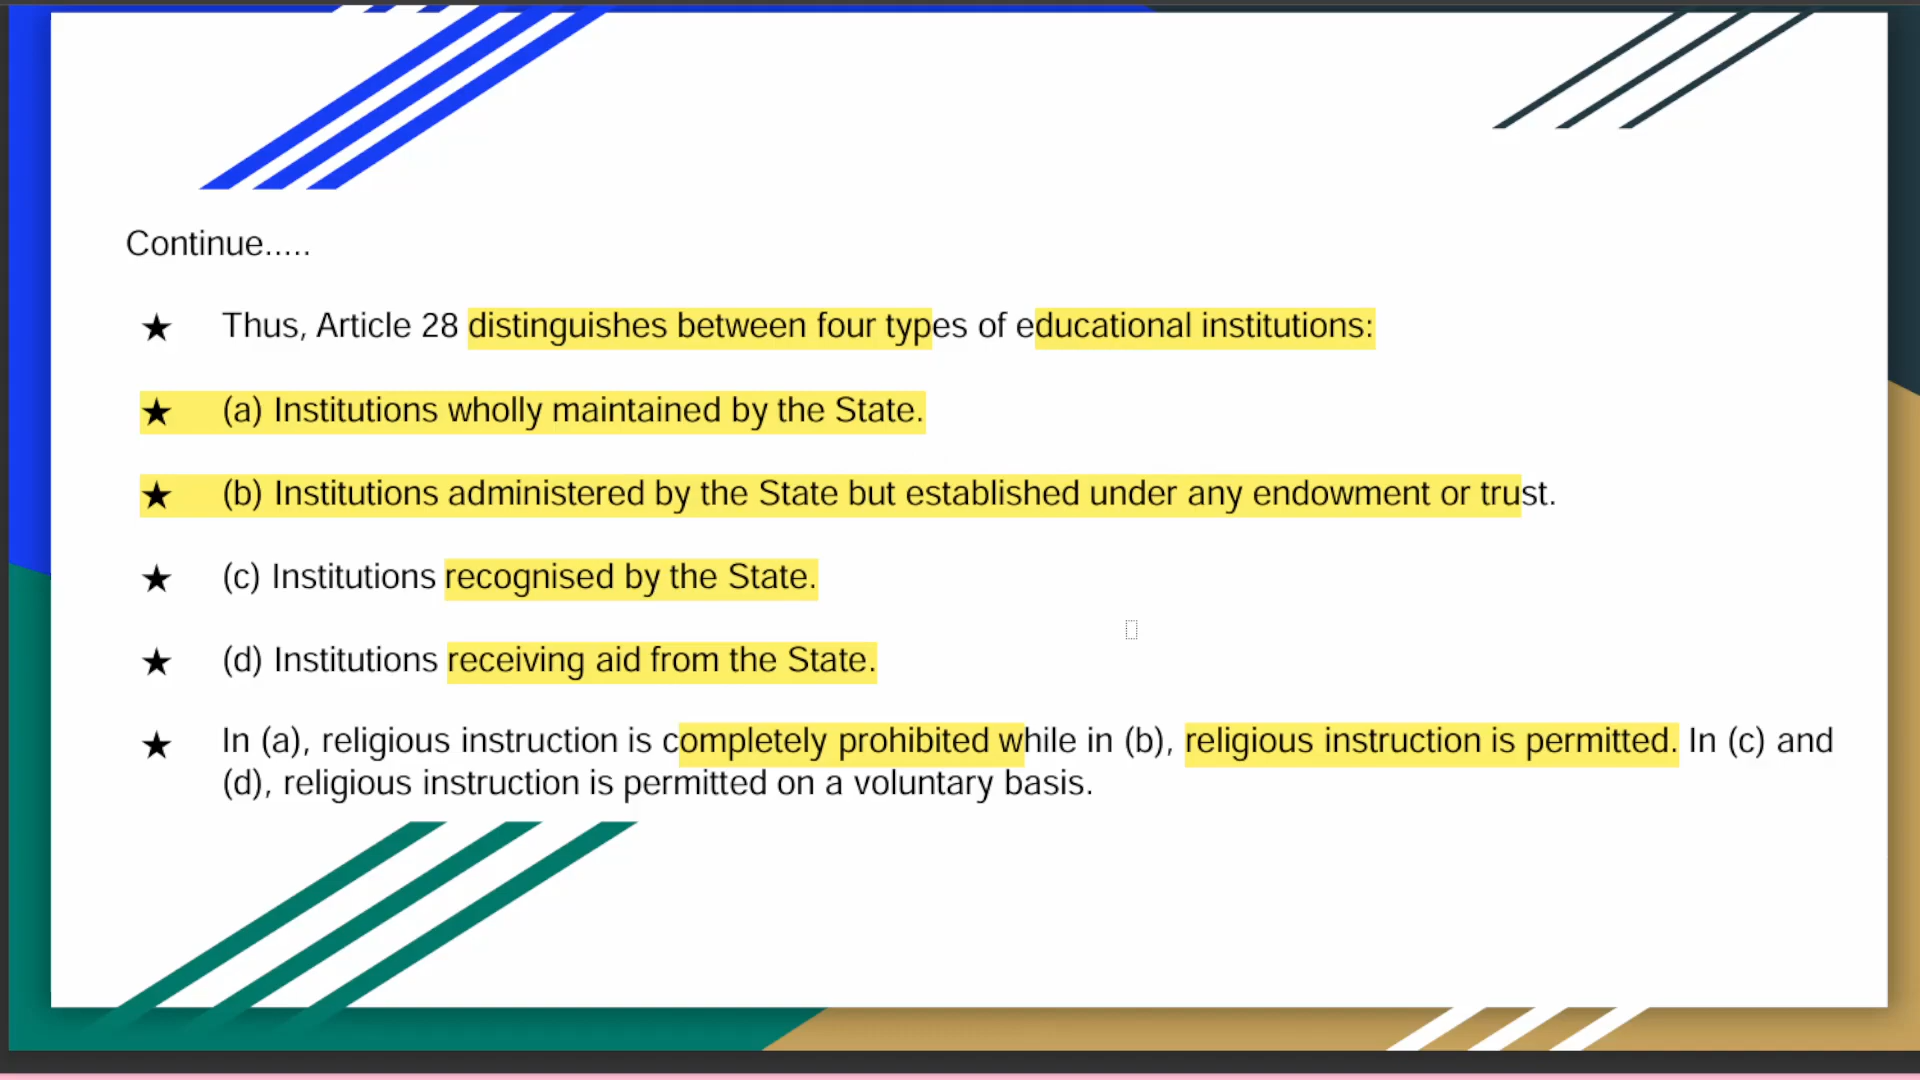 Continue.....
★ Thus, Article 28 distinguishes between four types of educational institutions:
★ (a) Institutions wholly maintained by the State.
★ (b) Institutions administered by the State but established under any endowment or trust.
★ (c) Institutions recognised by the State.
★ (d) Institutions receiving aid from the State.
★ In (a), religious instruction is completely prohibited while in (b), religious instruction is permitted. In (c) and
(d), religious instruction is permitted on a voluntary basis.